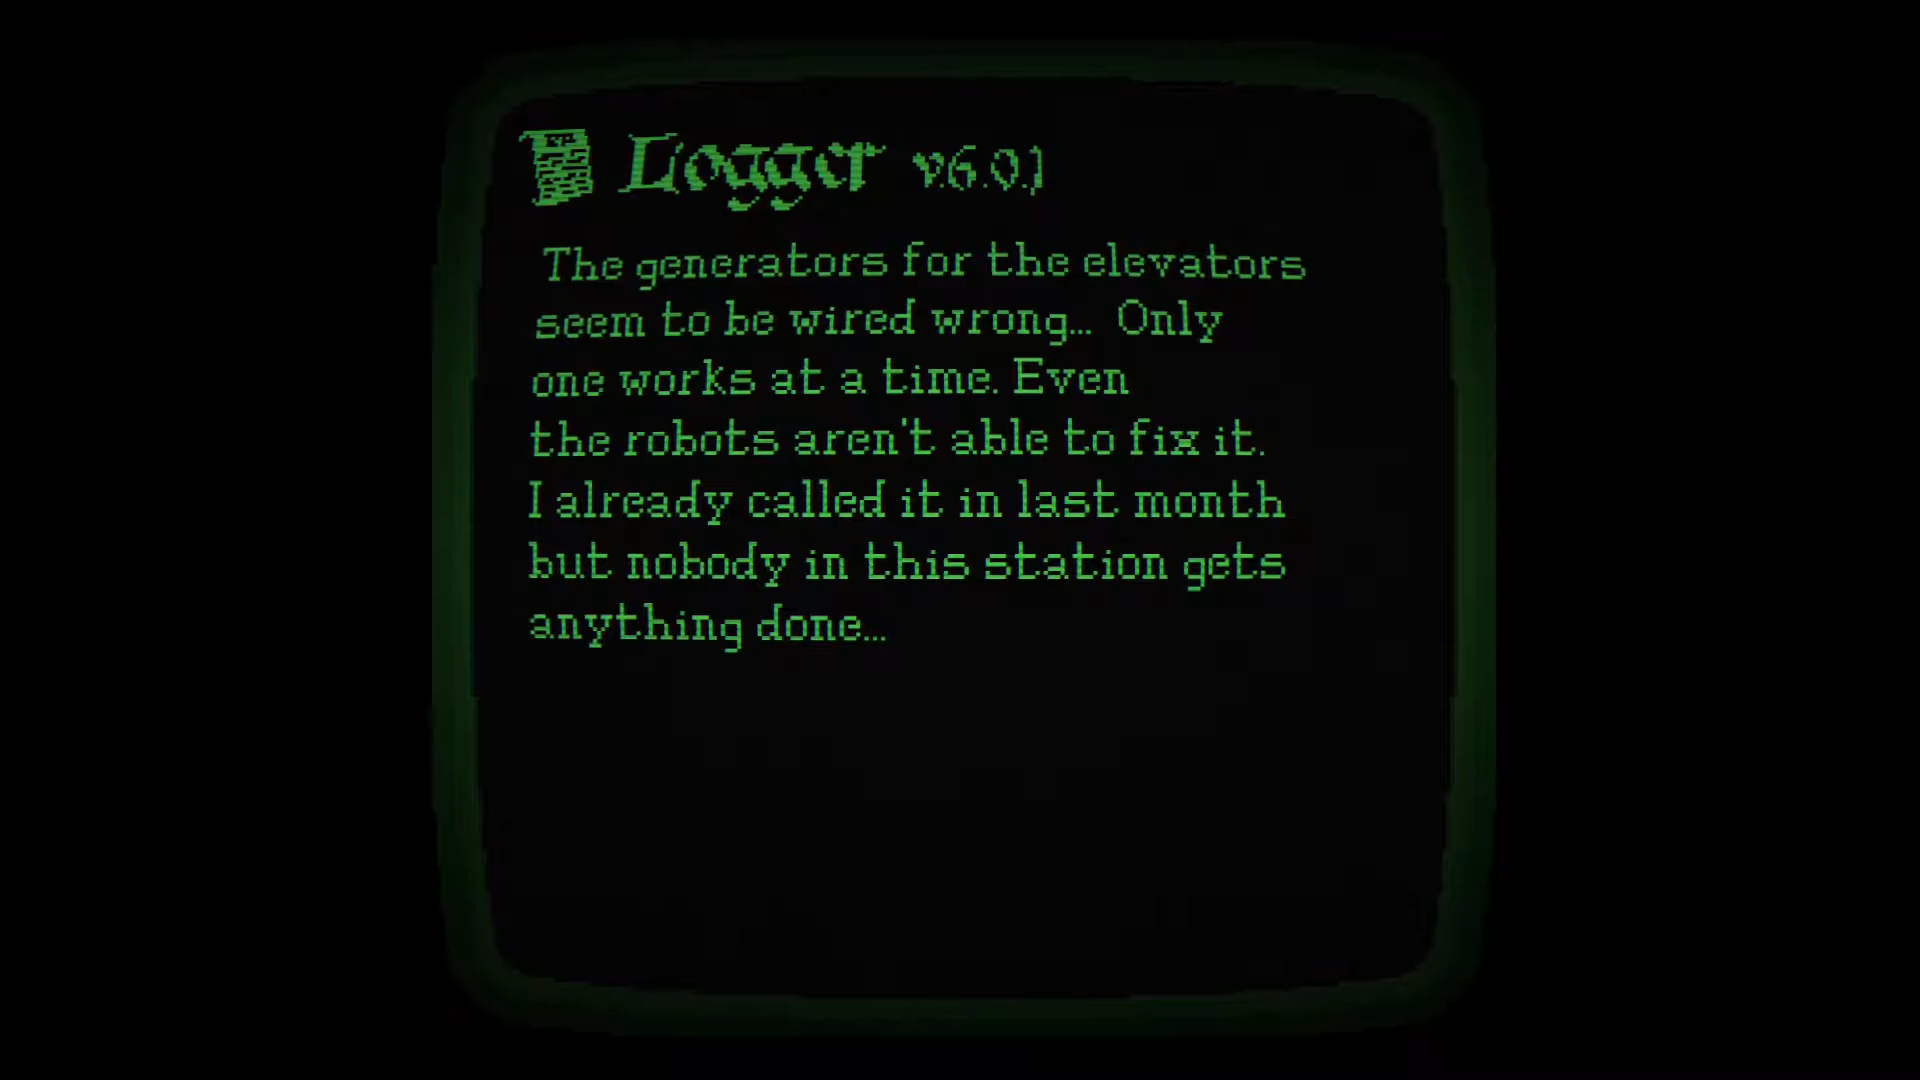 Logger v.6.0.1
The generators for the elevators
seem to be wired wrong... Only
one works at a time. Even
the robots aren't able to fix it.
I already called it in last month
but nobody in this station gets
anything done...